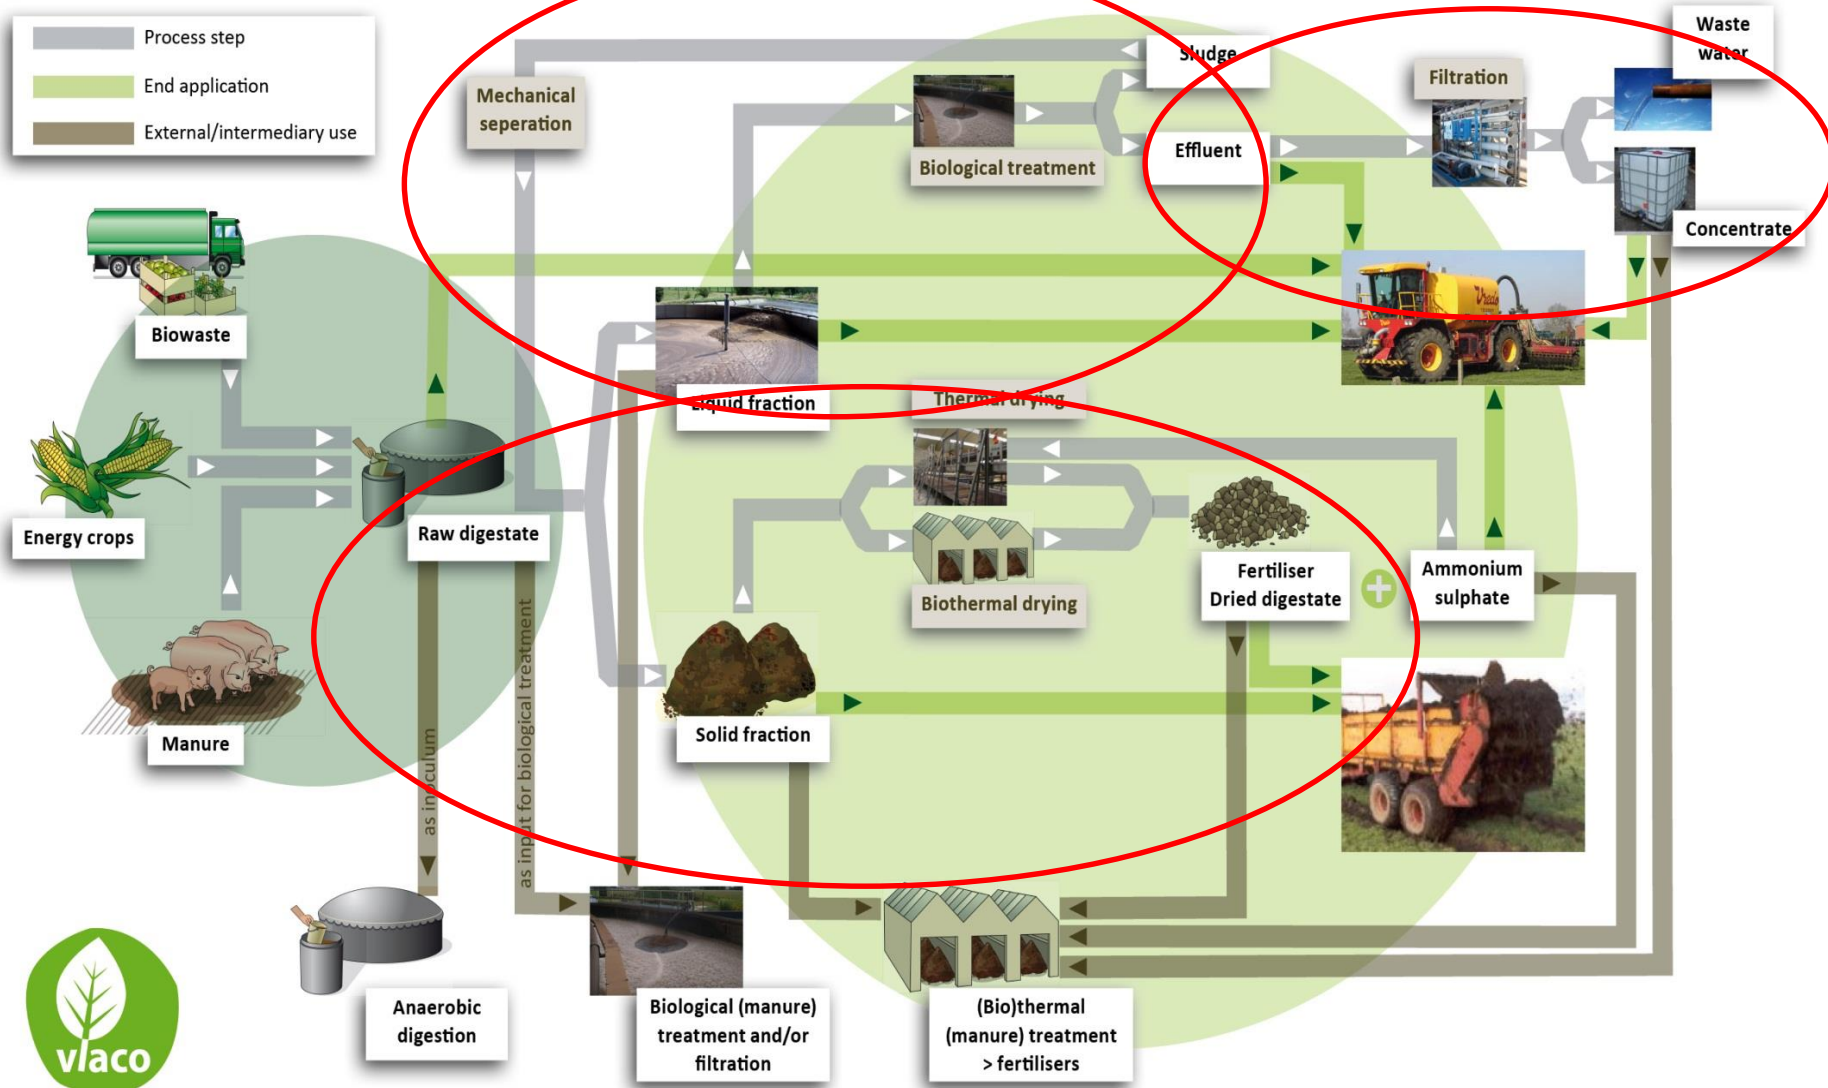 Process step
End application
External/intermediary use
Mechanical
seperation
Sludge
Waste
water
Filtration
Biological treatment
Effluent
Concentrate
Vredo
Biowaste
Liquid fraction
Thermal drying
Energy crops
Raw digestate
Fertiliser
Dried digestate
Ammonium
sulphate
Biothermal drying
Manure
Solid fraction
as inoculum
as input for biological treatment
Anaerobic
digestion
Biological (manure)
treatment and/or
filtration
(Bio)thermal
(manure) treatment
> fertilisers
vlaco